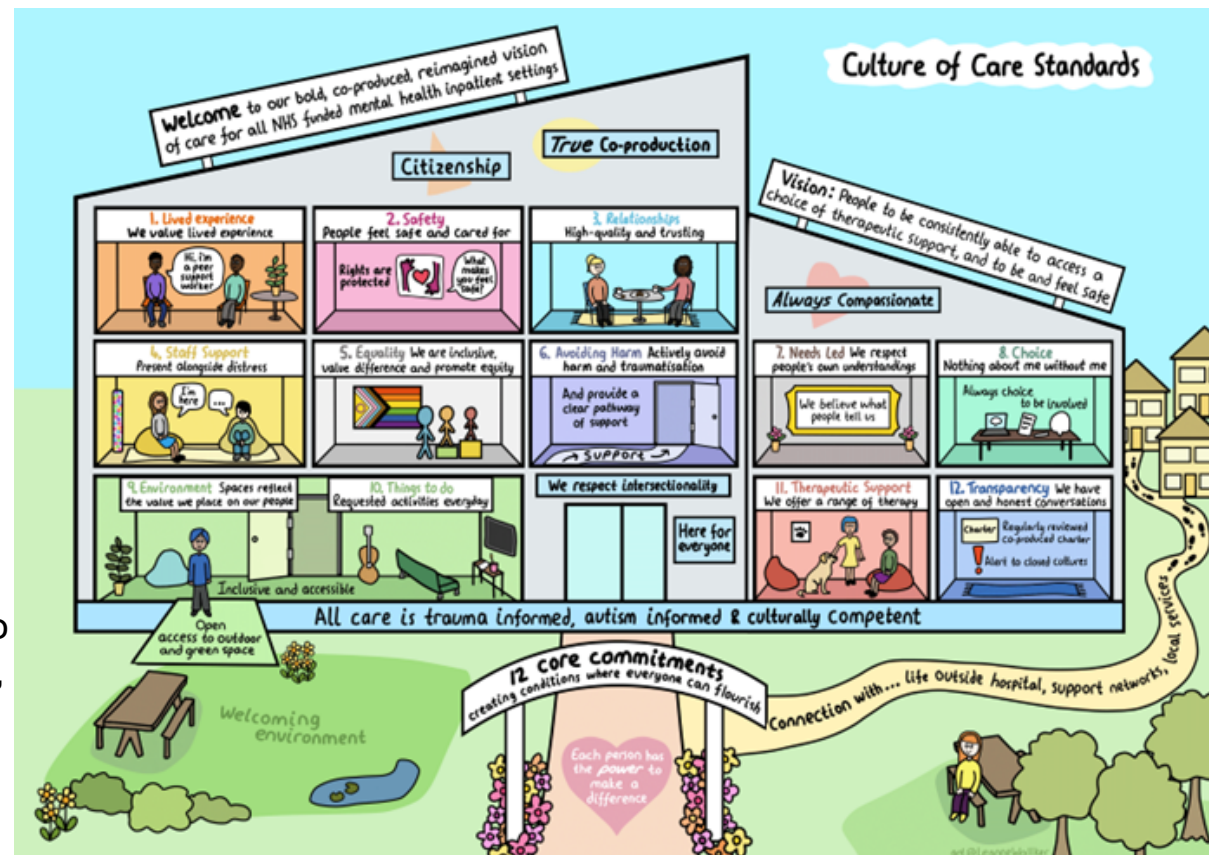 Culture of Care Standards
Welcome to our bold, co-produced, reimagined vision
of care for all NHS funded mental health inpatient settings
Citizenship
True Co-production
Vision: People to be consistently able to access a
choice of therapeutic support, and to be and feel safe
Always Compassionate
1. Lived experience
We value lived experience
Hi, i'm
a peer
support
worker
2. Safety
People feel safe and cared for
Rights are
protected
What
makes
you feel
safe?
3. Relationships
High-quality and trusting
4. Staff Support
Present alongside distress
I'm
here
...
5. Equality We are inclusive,
value difference and promote equity
6. Avoiding Harm Actively avoid
harm and traumatisation
And provide a
clear pathway
of support
→ SUPPORT →
7. Needs Led We respect
people's own understandings
We believe what
people tell us
8. Choice
Nothing about me without me
Always choice
to be involved
9. Environment Spaces reflect
the value we place on our people
10. Things to do
Requested activities everyday
Inclusive and accessible
We respect intersectionality
Here for
everyone
11. Therapeutic Support
We offer a range of therapy
12. Transparency We have
open and honest conversations
Charter
Regularly reviewed
co-produced charter
! Alert to closed cultures
All care is trauma informed, autism informed & culturally competent
Open
access to outdoor
and green space
Welcoming
environment
12 core commitments
creating conditions where everyone can flourish
Each person has
the power to
make a
difference
Connection with... life outside hospital, support networks, local services